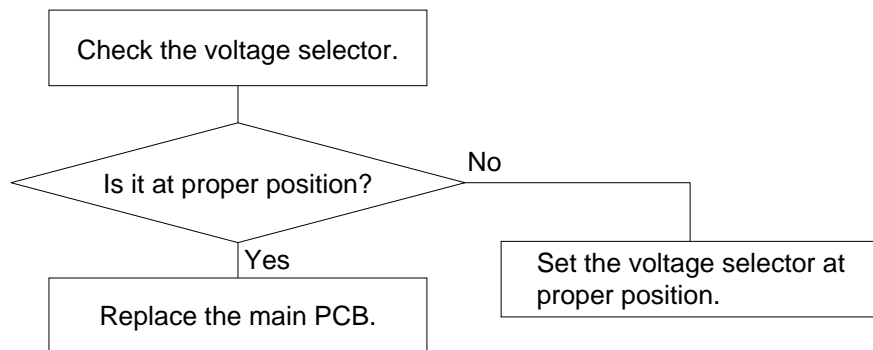 Check the voltage selector.
Is it at proper position?
No
Yes
Set the voltage selector at
proper position.
Replace the main PCB.